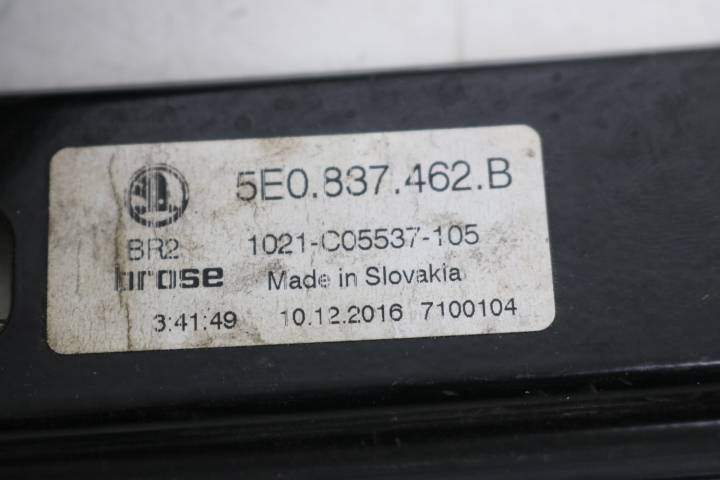 5E0.837.462.B
BR2 1021-C05537-105
brose Made in Slovakia
3:41:49 10.12.2016 7100104